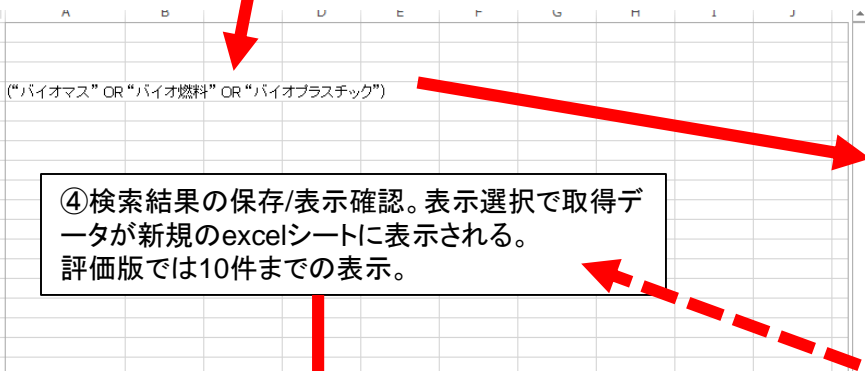 A B D E F G H I J
(“バイオマス” OR “バイオ燃料” OR “バイオプラスチック”)
④検索結果の保存/表示確認。表示選択で取得デ
ータが新規のexcelシートに表示される。
評価版では10件までの表示。